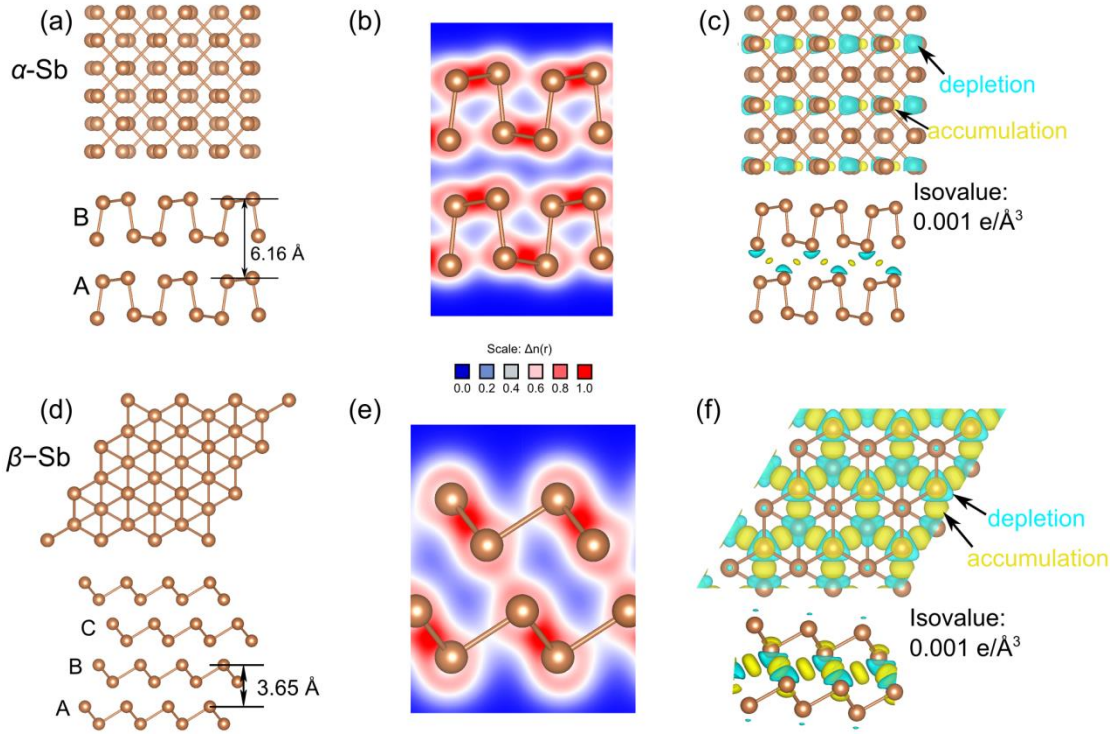 (a)
α-Sb
B
A
6.16 Å
(b)
(c)
depletion
accumulation
Isovalue:
0.001 e/Å³
Scale: Δn(r)
0.0 0.2 0.4 0.6 0.8 1.0
(d)
β−Sb
C
B
A
3.65 Å
(e)
(f)
depletion
accumulation
Isovalue:
0.001 e/Å³